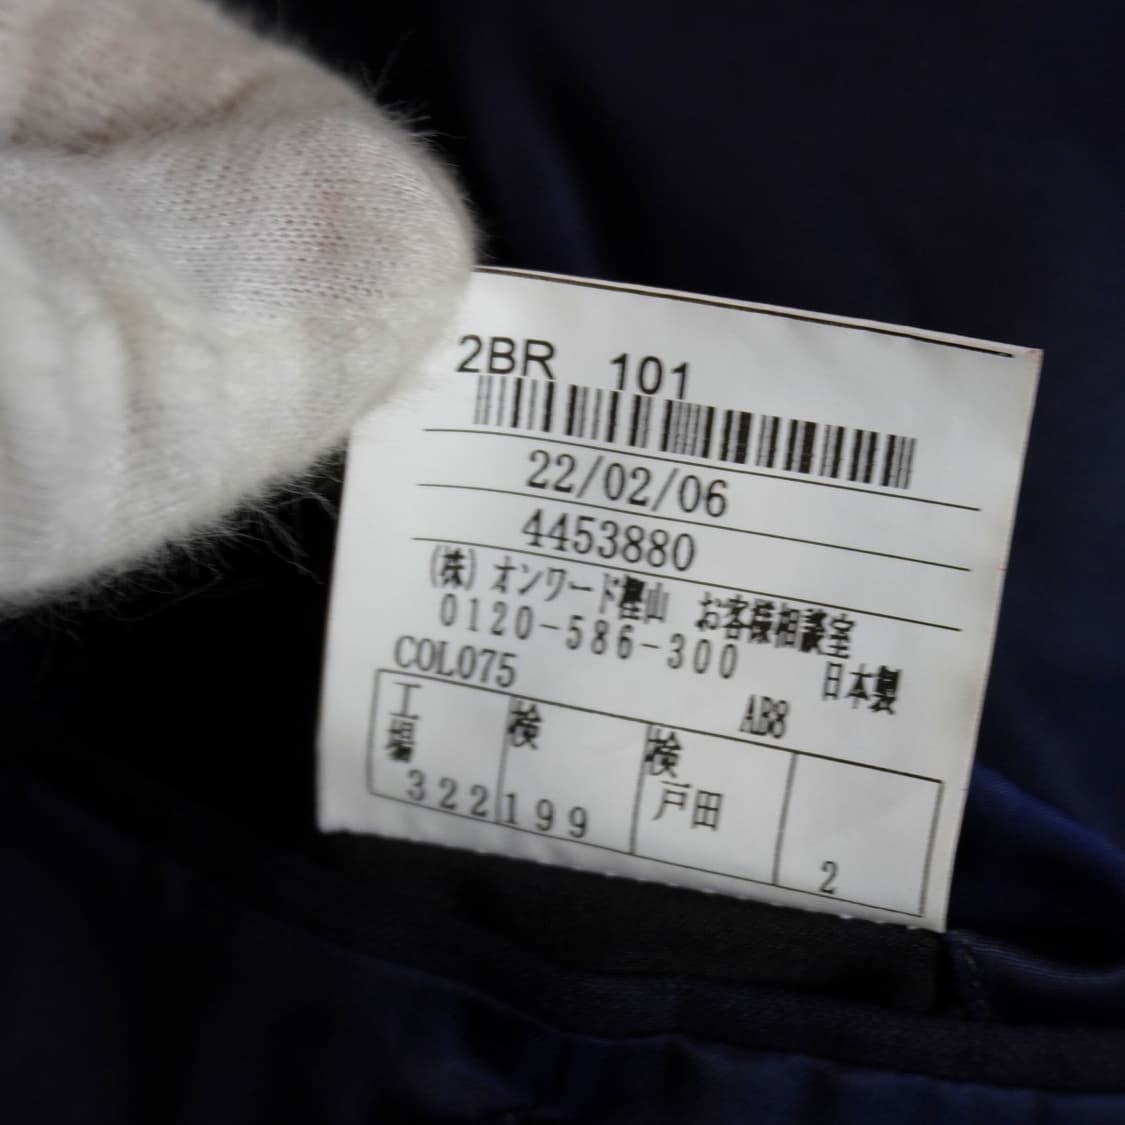 2BR 101
22/02/06
4453880
(株)オンワード樫山 お客様相談室
0120-586-300 日本製
COL075 AB8
工場 検 検
322 199 戸田 2